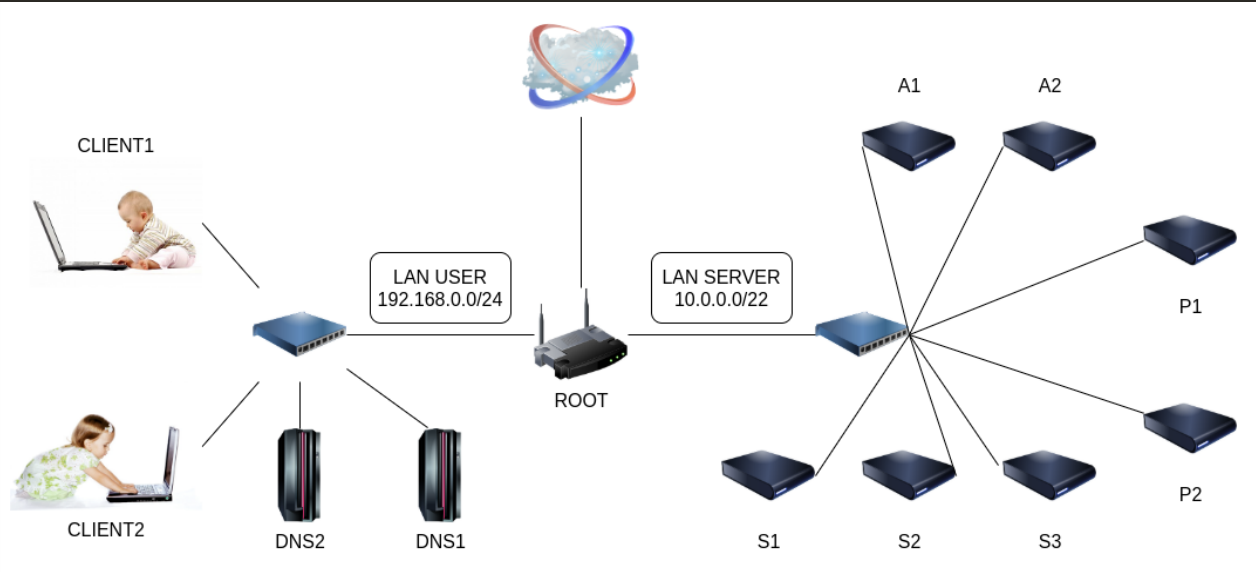 A1
A2
CLIENT1
LAN USER
192.168.0.0/24
LAN SERVER
10.0.0.0/22
P1
ROOT
P2
CLIENT2
DNS2
DNS1
S1
S2
S3